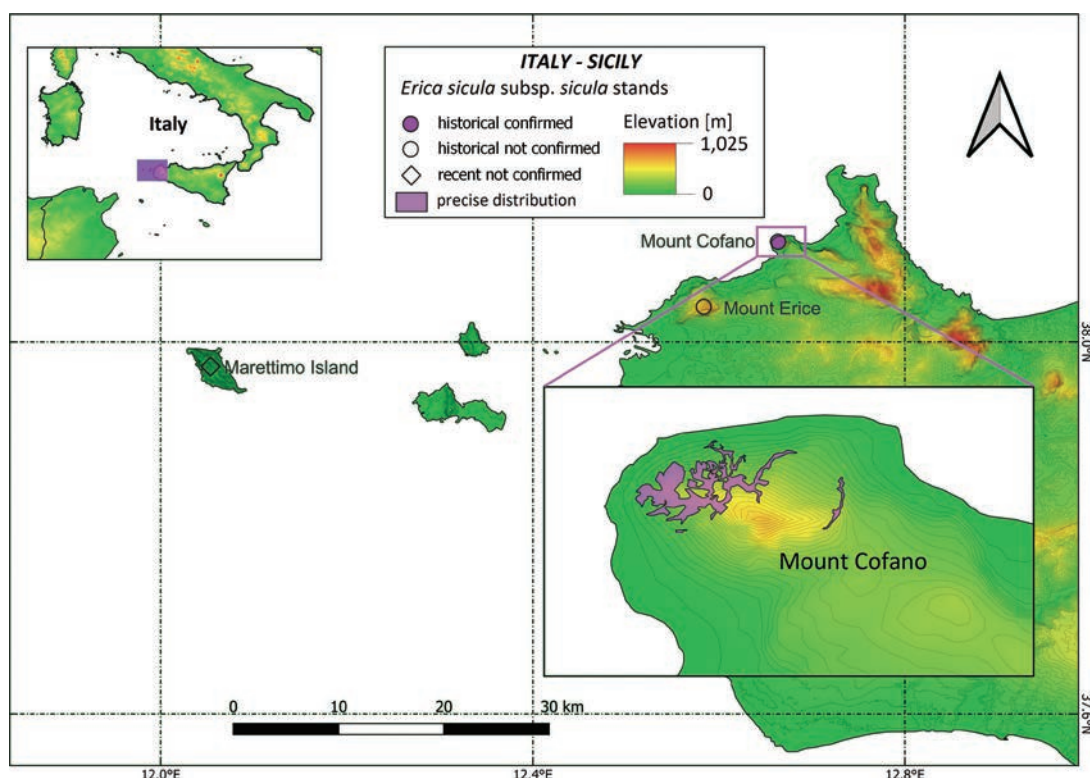 Italy
ITALY - SICILY
Erica sicula subsp. sicula stands
historical confirmed
historical not confirmed
recent not confirmed
precise distribution
Elevation [m]
1,025
0
Mount Cofano
Mount Erice
Marettimo Island
38.0°N
Mount Cofano
0 10 20 30 km
37.6°N
12.0°E 12.4°E 12.8°E